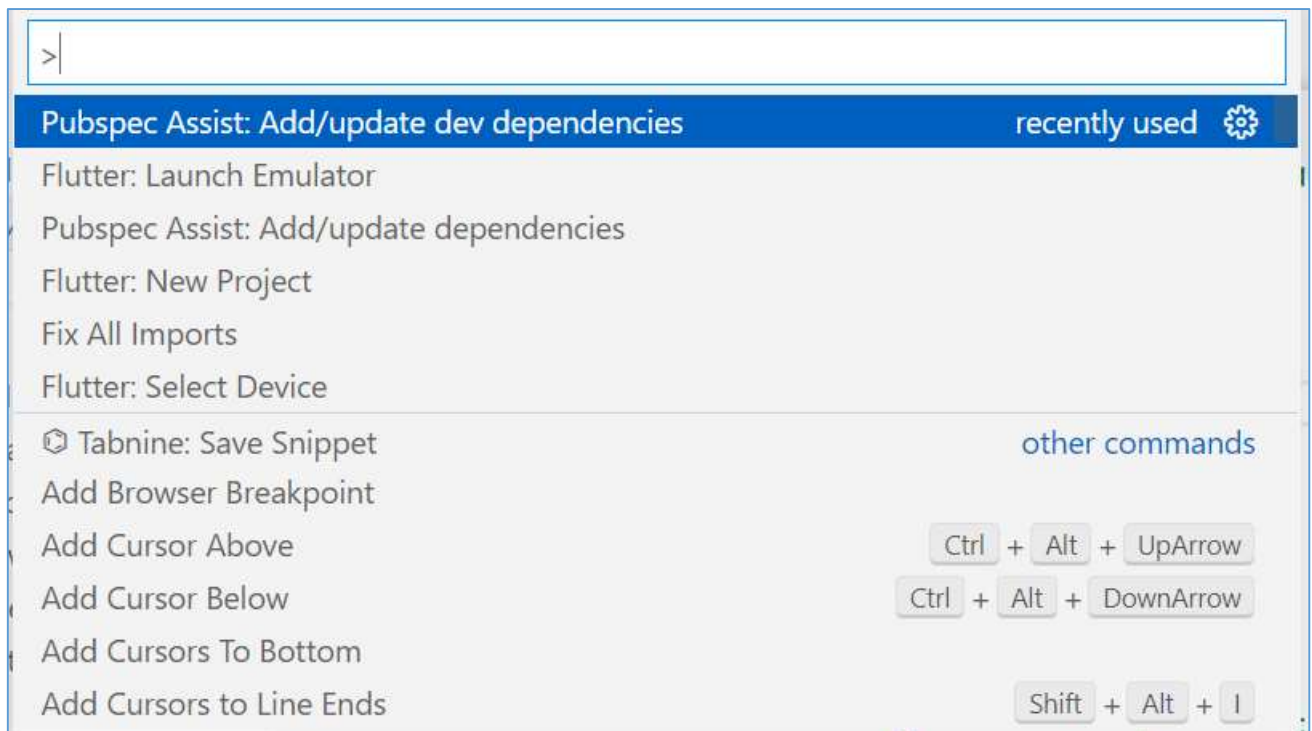 >
Pubspec Assist: Add/update dev dependencies recently used
Flutter: Launch Emulator
Pubspec Assist: Add/update dependencies
Flutter: New Project
Fix All Imports
Flutter: Select Device
Tabnine: Save Snippet other commands
Add Browser Breakpoint
Add Cursor Above Ctrl + Alt + UpArrow
Add Cursor Below Ctrl + Alt + DownArrow
Add Cursors To Bottom
Add Cursors to Line Ends Shift + Alt + I